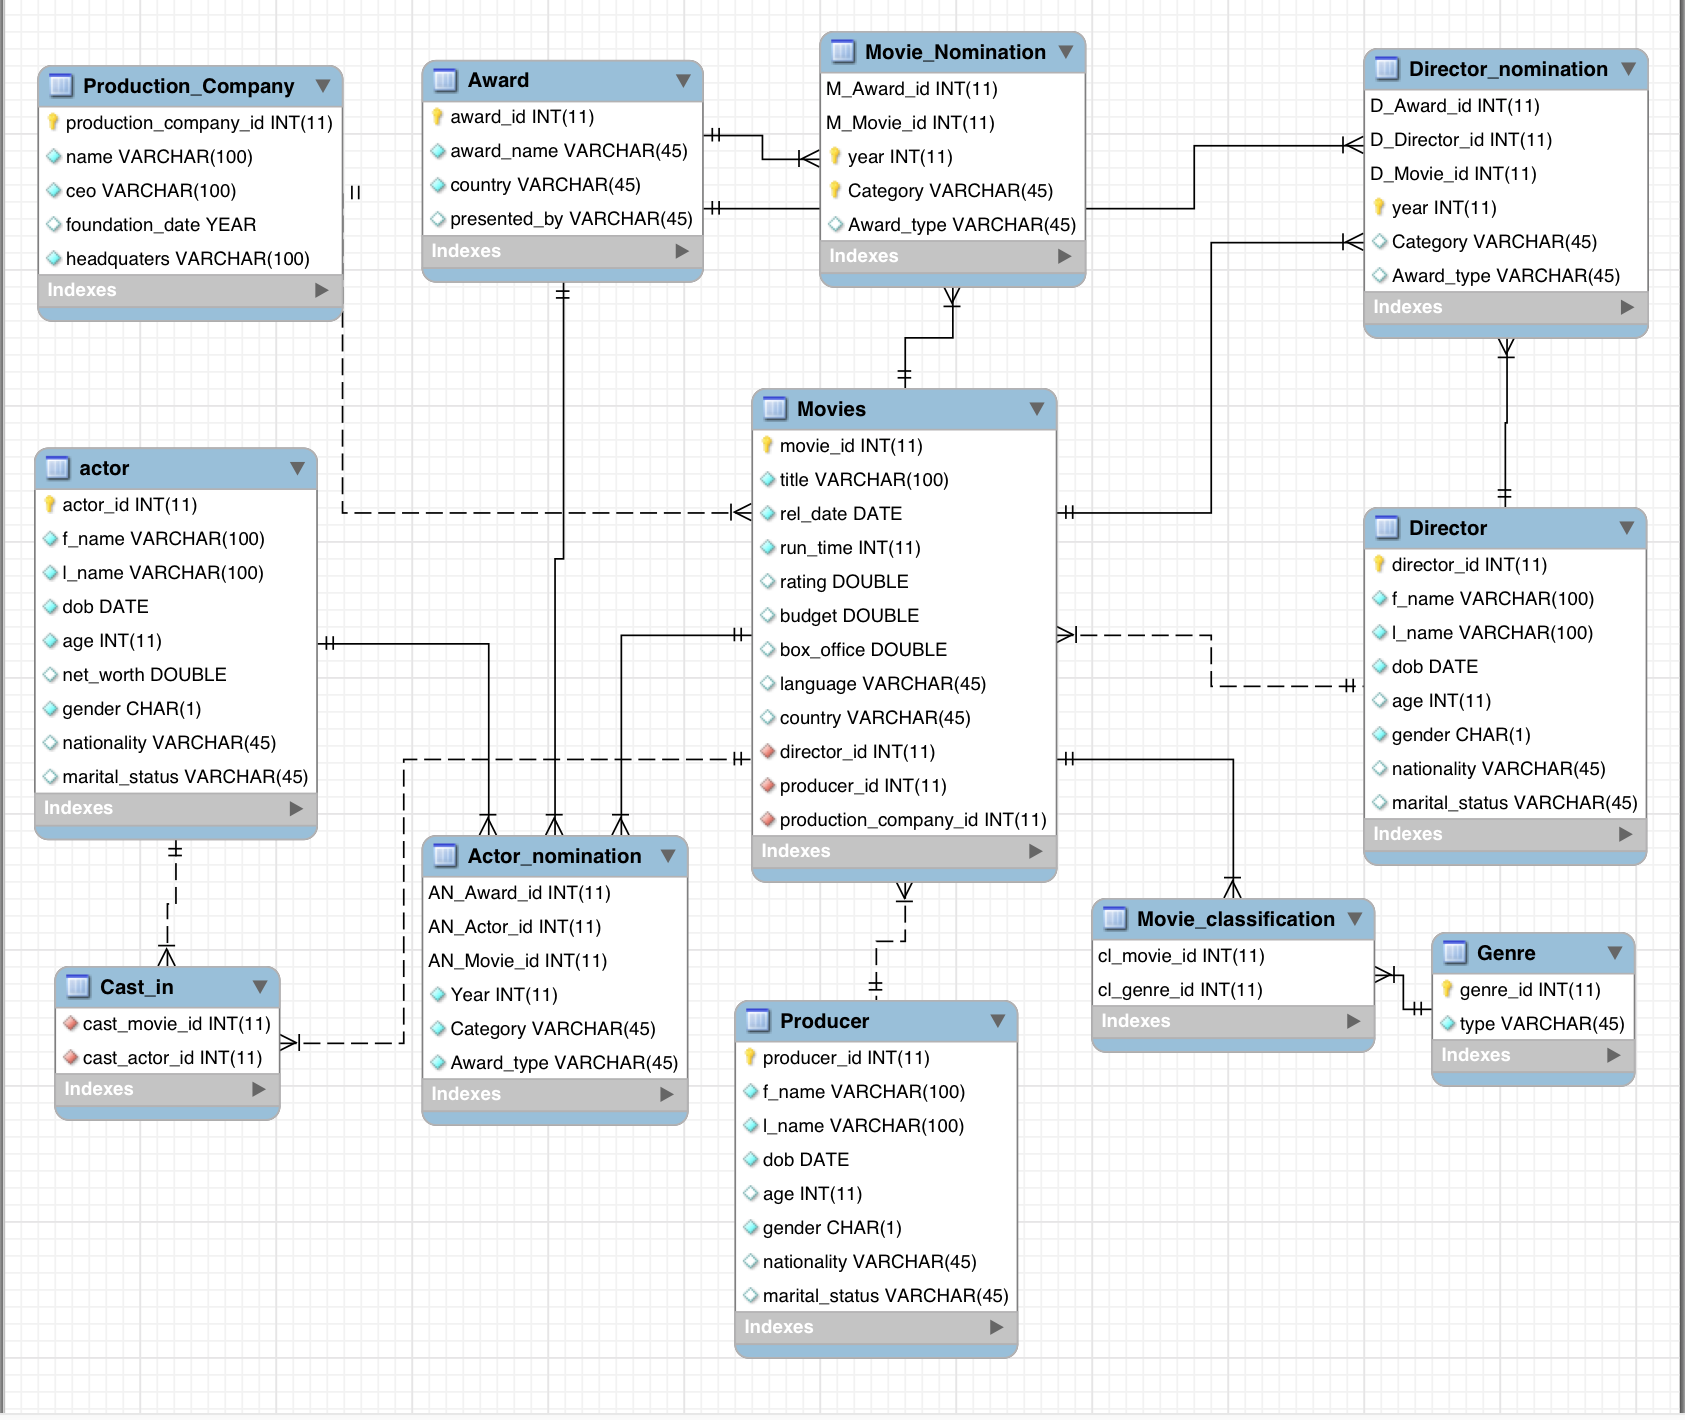 Production_Company
production_company_id INT(11)
name VARCHAR(100)
ceo VARCHAR(100)
foundation_date YEAR
headquaters VARCHAR(100)
Indexes
Award
award_id INT(11)
award_name VARCHAR(45)
country VARCHAR(45)
presented_by VARCHAR(45)
Indexes
Movie_Nomination
M_Award_id INT(11)
M_Movie_id INT(11)
year INT(11)
Category VARCHAR(45)
Award_type VARCHAR(45)
Indexes
Director_nomination
D_Award_id INT(11)
D_Director_id INT(11)
D_Movie_id INT(11)
year INT(11)
Category VARCHAR(45)
Award_type VARCHAR(45)
Indexes
actor
actor_id INT(11)
f_name VARCHAR(100)
l_name VARCHAR(100)
dob DATE
age INT(11)
net_worth DOUBLE
gender CHAR(1)
nationality VARCHAR(45)
marital_status VARCHAR(45)
Indexes
Movies
movie_id INT(11)
title VARCHAR(100)
rel_date DATE
run_time INT(11)
rating DOUBLE
budget DOUBLE
box_office DOUBLE
language VARCHAR(45)
country VARCHAR(45)
director_id INT(11)
producer_id INT(11)
production_company_id INT(11)
Indexes
Director
director_id INT(11)
f_name VARCHAR(100)
l_name VARCHAR(100)
dob DATE
age INT(11)
gender CHAR(1)
nationality VARCHAR(45)
marital_status VARCHAR(45)
Indexes
Cast_in
cast_movie_id INT(11)
cast_actor_id INT(11)
Indexes
Actor_nomination
AN_Award_id INT(11)
AN_Actor_id INT(11)
AN_Movie_id INT(11)
Year INT(11)
Category VARCHAR(45)
Award_type VARCHAR(45)
Indexes
Producer
producer_id INT(11)
f_name VARCHAR(100)
l_name VARCHAR(100)
dob DATE
age INT(11)
gender CHAR(1)
nationality VARCHAR(45)
marital_status VARCHAR(45)
Indexes
Movie_classification
cl_movie_id INT(11)
cl_genre_id INT(11)
Indexes
Genre
genre_id INT(11)
type VARCHAR(45)
Indexes